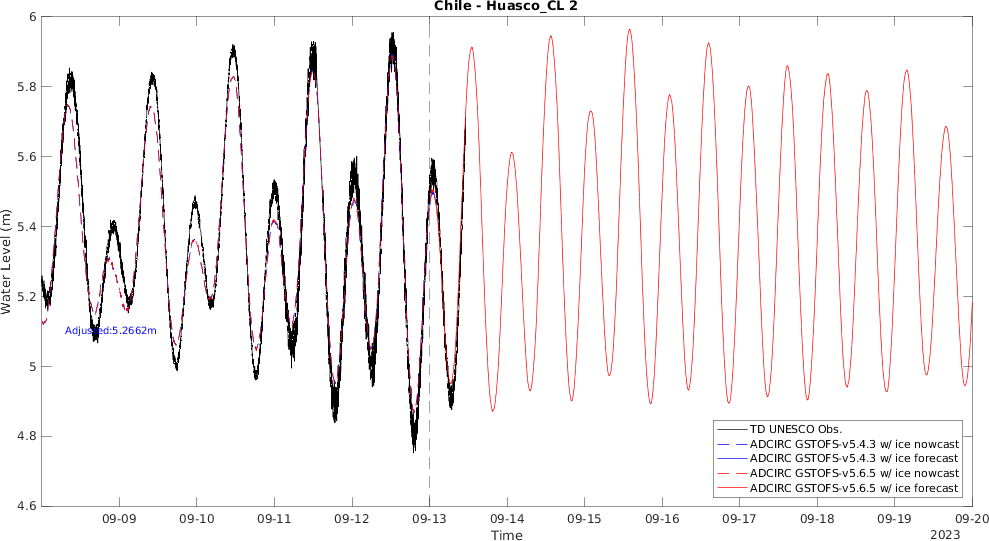 Chile - Huasco_CL 2
6
5.8
5.6
5.4
5.2
5
4.8
4.6
Water Level (m)
Adjusted:5.2662m
TD UNESCO Obs.
ADCIRC GSTOFS-v5.4.3 w/ ice nowcast
ADCIRC GSTOFS-v5.4.3 w/ ice forecast
ADCIRC GSTOFS-v5.6.5 w/ ice nowcast
ADCIRC GSTOFS-v5.6.5 w/ ice forecast
09-09 09-10 09-11 09-12 09-13 09-14 09-15 09-16 09-17 09-18 09-19 09-20
Time
2023